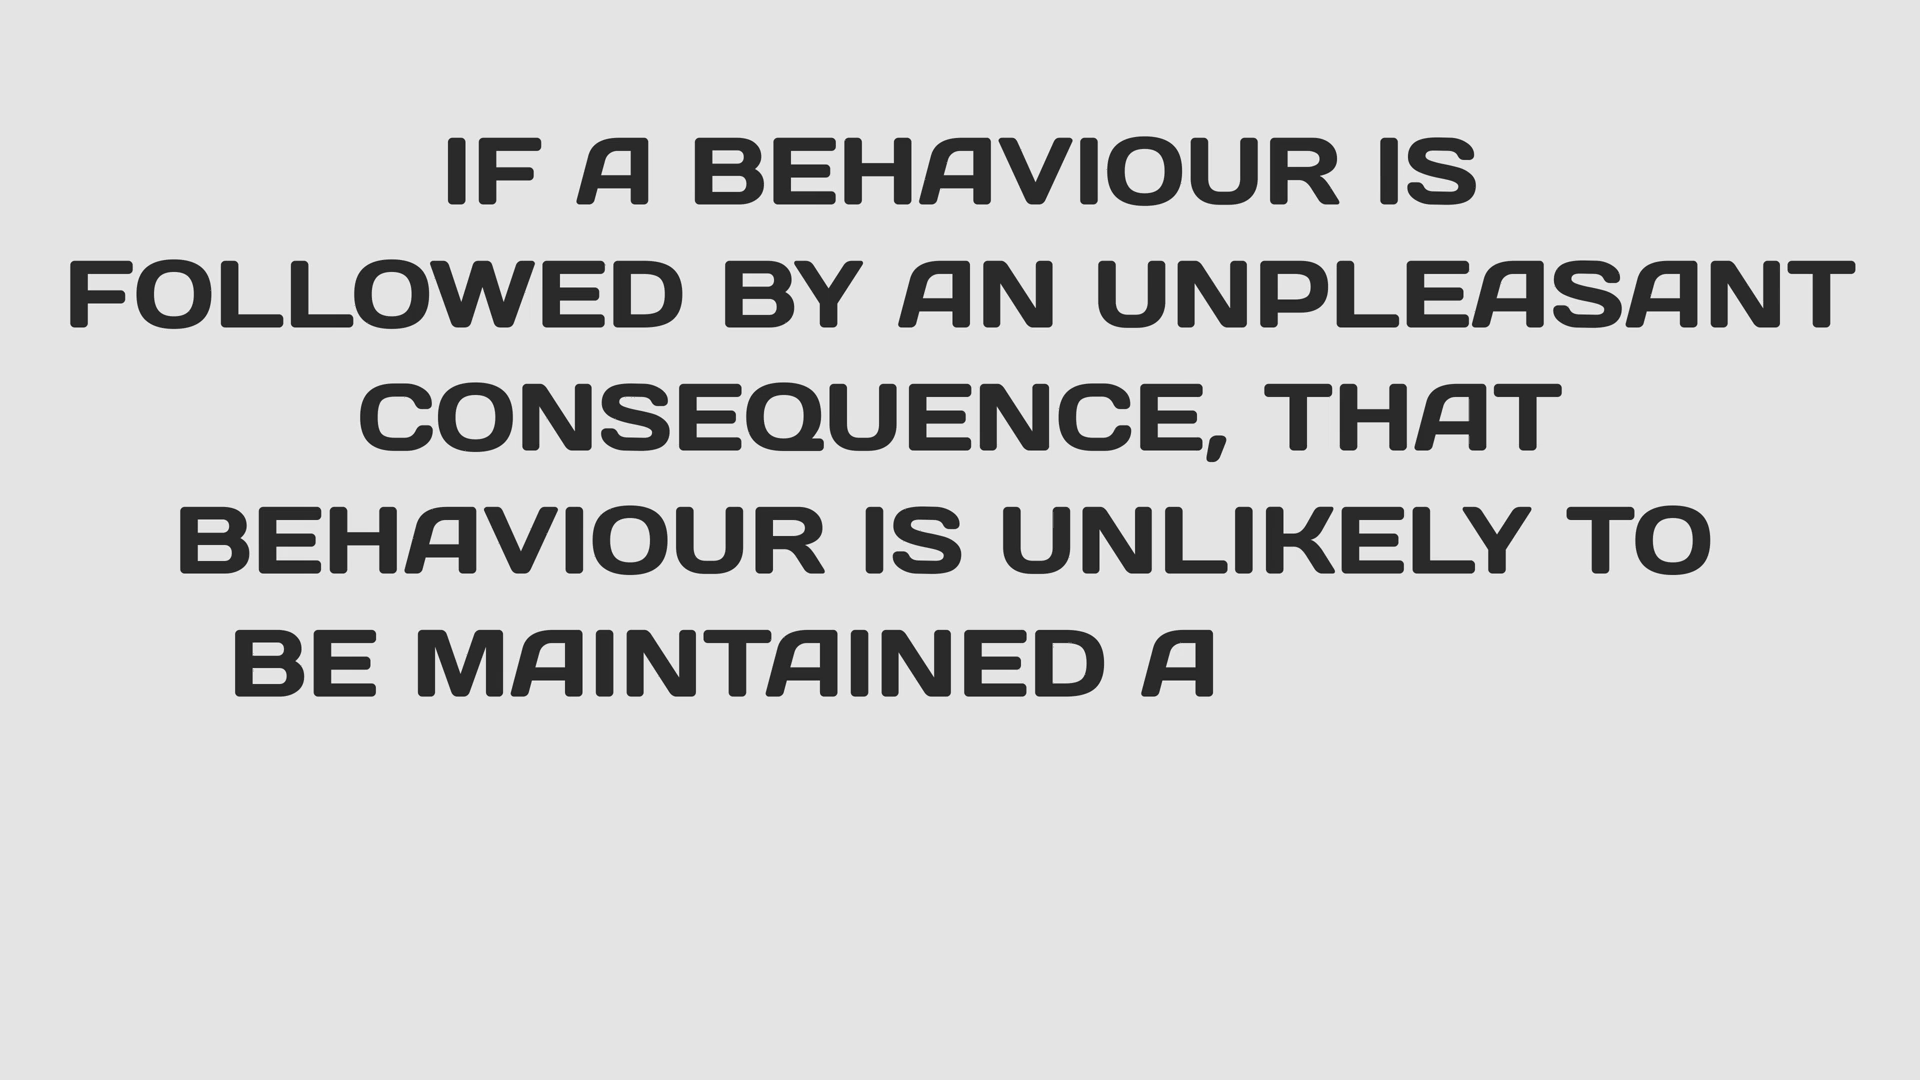 IF A BEHAVIOUR IS
FOLLOWED BY AN UNPLEASANT
CONSEQUENCE, THAT
BEHAVIOUR IS UNLIKELY TO
BE MAINTAINED A